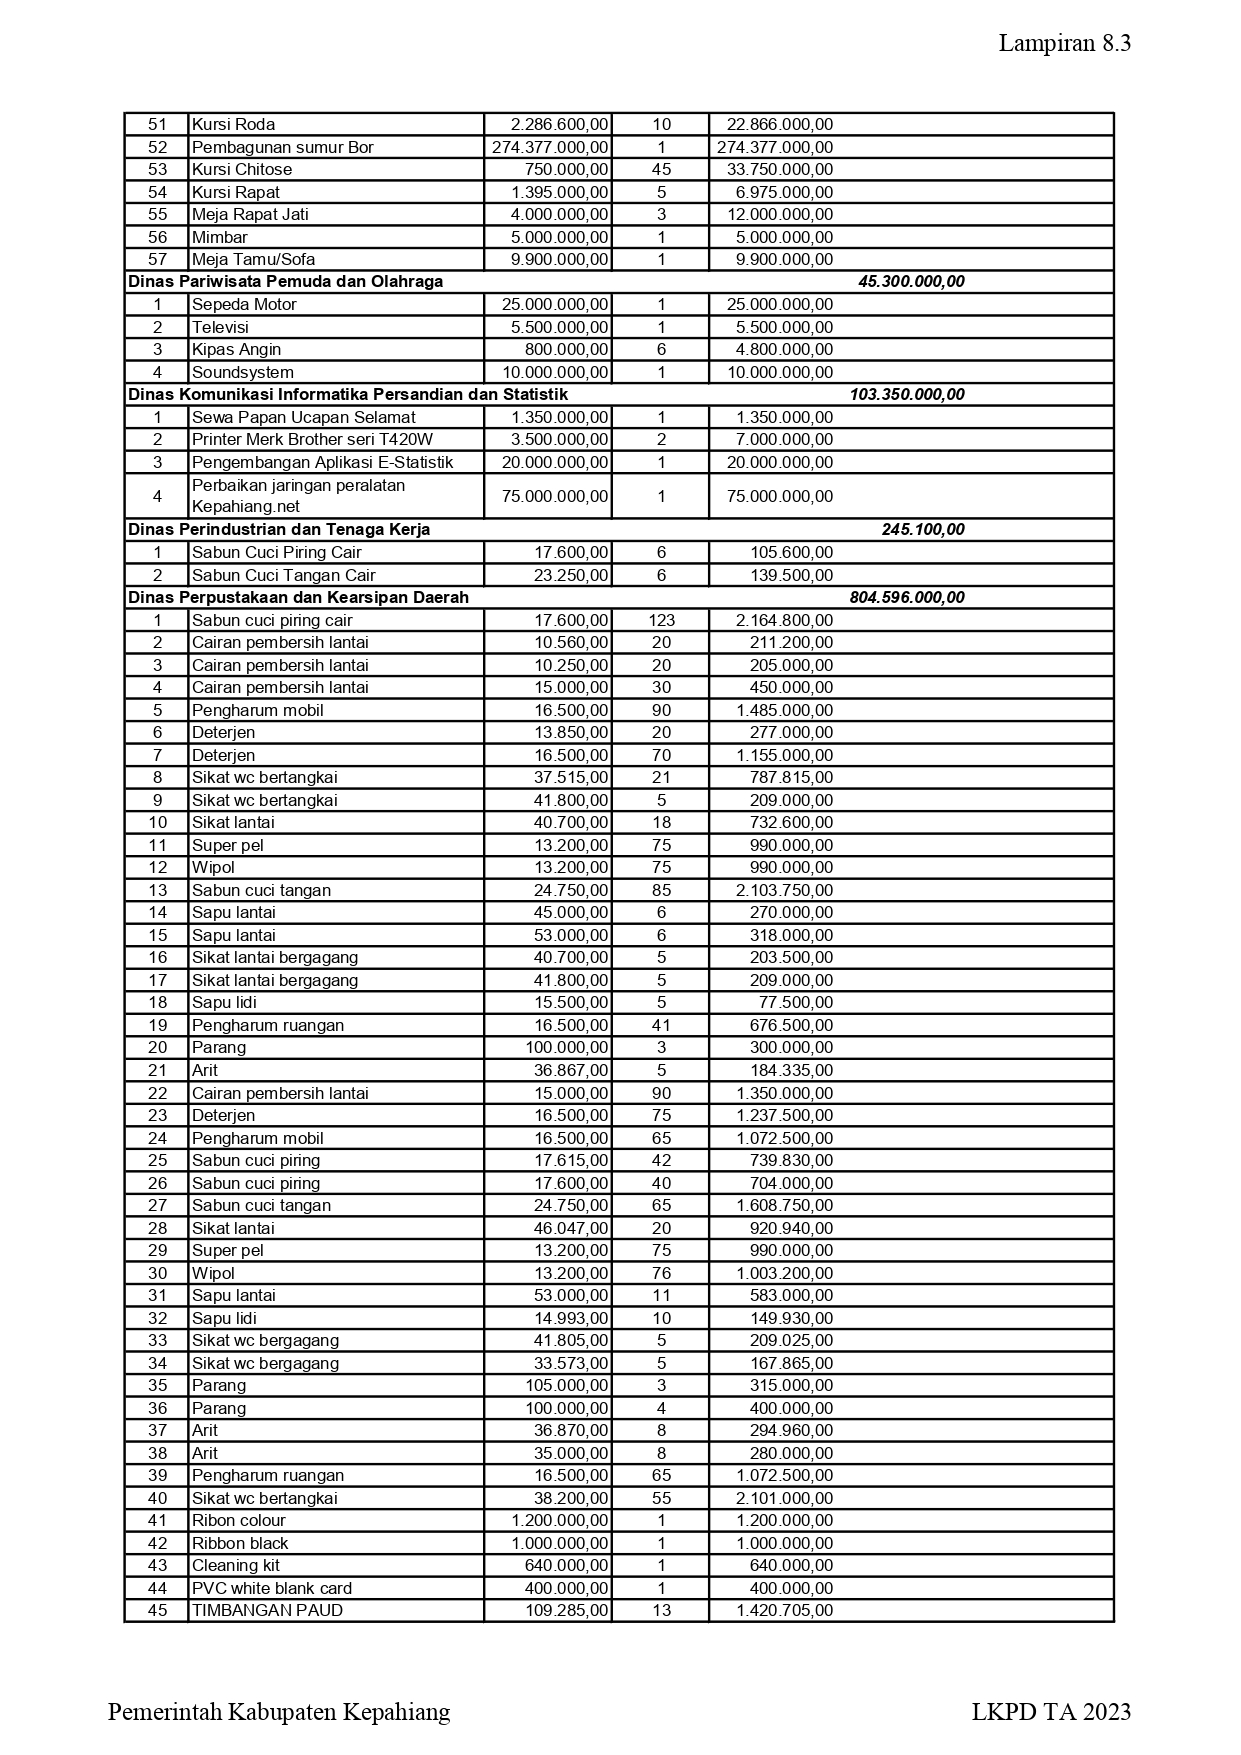 Lampiran 8.3
51 Kursi Roda 2.286.600,00 10 22.866.000,00
52 Pembagunan sumur Bor 274.377.000,00 1 274.377.000,00
53 Kursi Chitose 750.000,00 45 33.750.000,00
54 Kursi Rapat 1.395.000,00 5 6.975.000,00
55 Meja Rapat Jati 4.000.000,00 3 12.000.000,00
56 Mimbar 5.000.000,00 1 5.000.000,00
57 Meja Tamu/Sofa 9.900.000,00 1 9.900.000,00
Dinas Pariwisata Pemuda dan Olahraga 45.300.000,00
1 Sepeda Motor 25.000.000,00 1 25.000.000,00
2 Televisi 5.500.000,00 1 5.500.000,00
3 Kipas Angin 800.000,00 6 4.800.000,00
4 Soundsystem 10.000.000,00 1 10.000.000,00
Dinas Komunikasi Informatika Persandian dan Statistik 103.350.000,00
1 Sewa Papan Ucapan Selamat 1.350.000,00 1 1.350.000,00
2 Printer Merk Brother seri T420W 3.500.000,00 2 7.000.000,00
3 Pengembangan Aplikasi E-Statistik 20.000.000,00 1 20.000.000,00
4 Perbaikan jaringan peralatan
Kepahiang.net 75.000.000,00 1 75.000.000,00
Dinas Perindustrian dan Tenaga Kerja 245.100,00
1 Sabun Cuci Piring Cair 17.600,00 6 105.600,00
2 Sabun Cuci Tangan Cair 23.250,00 6 139.500,00
Dinas Perpustakaan dan Kearsipan Daerah 804.596.000,00
1 Sabun cuci piring cair 17.600,00 123 2.164.800,00
2 Cairan pembersih lantai 10.560,00 20 211.200,00
3 Cairan pembersih lantai 10.250,00 20 205.000,00
4 Cairan pembersih lantai 15.000,00 30 450.000,00
5 Pengharum mobil 16.500,00 90 1.485.000,00
6 Deterjen 13.850,00 20 277.000,00
7 Deterjen 16.500,00 70 1.155.000,00
8 Sikat wc bertangkai 37.515,00 21 787.815,00
9 Sikat wc bertangkai 41.800,00 5 209.000,00
10 Sikat lantai 40.700,00 18 732.600,00
11 Super pel 13.200,00 75 990.000,00
12 Wipol 13.200,00 75 990.000,00
13 Sabun cuci tangan 24.750,00 85 2.103.750,00
14 Sapu lantai 45.000,00 6 270.000,00
15 Sapu lantai 53.000,00 6 318.000,00
16 Sikat lantai bergagang 40.700,00 5 203.500,00
17 Sikat lantai bergagang 41.800,00 5 209.000,00
18 Sapu lidi 15.500,00 5 77.500,00
19 Pengharum ruangan 16.500,00 41 676.500,00
20 Parang 100.000,00 3 300.000,00
21 Arit 36.867,00 5 184.335,00
22 Cairan pembersih lantai 15.000,00 90 1.350.000,00
23 Deterjen 16.500,00 75 1.237.500,00
24 Pengharum mobil 16.500,00 65 1.072.500,00
25 Sabun cuci piring 17.615,00 42 739.830,00
26 Sabun cuci piring 17.600,00 40 704.000,00
27 Sabun cuci tangan 24.750,00 65 1.608.750,00
28 Sikat lantai 46.047,00 20 920.940,00
29 Super pel 13.200,00 75 990.000,00
30 Wipol 13.200,00 76 1.003.200,00
31 Sapu lantai 53.000,00 11 583.000,00
32 Sapu lidi 14.993,00 10 149.930,00
33 Sikat wc bergagang 41.805,00 5 209.025,00
34 Sikat wc bergagang 33.573,00 5 167.865,00
35 Parang 105.000,00 3 315.000,00
36 Parang 100.000,00 4 400.000,00
37 Arit 36.870,00 8 294.960,00
38 Arit 35.000,00 8 280.000,00
39 Pengharum ruangan 16.500,00 65 1.072.500,00
40 Sikat wc bertangkai 38.200,00 55 2.101.000,00
41 Ribon colour 1.200.000,00 1 1.200.000,00
42 Ribbon black 1.000.000,00 1 1.000.000,00
43 Cleaning kit 640.000,00 1 640.000,00
44 PVC white blank card 400.000,00 1 400.000,00
45 TIMBANGAN PAUD 109.285,00 13 1.420.705,00
Pemerintah Kabupaten Kepahiang LKPD TA 2023